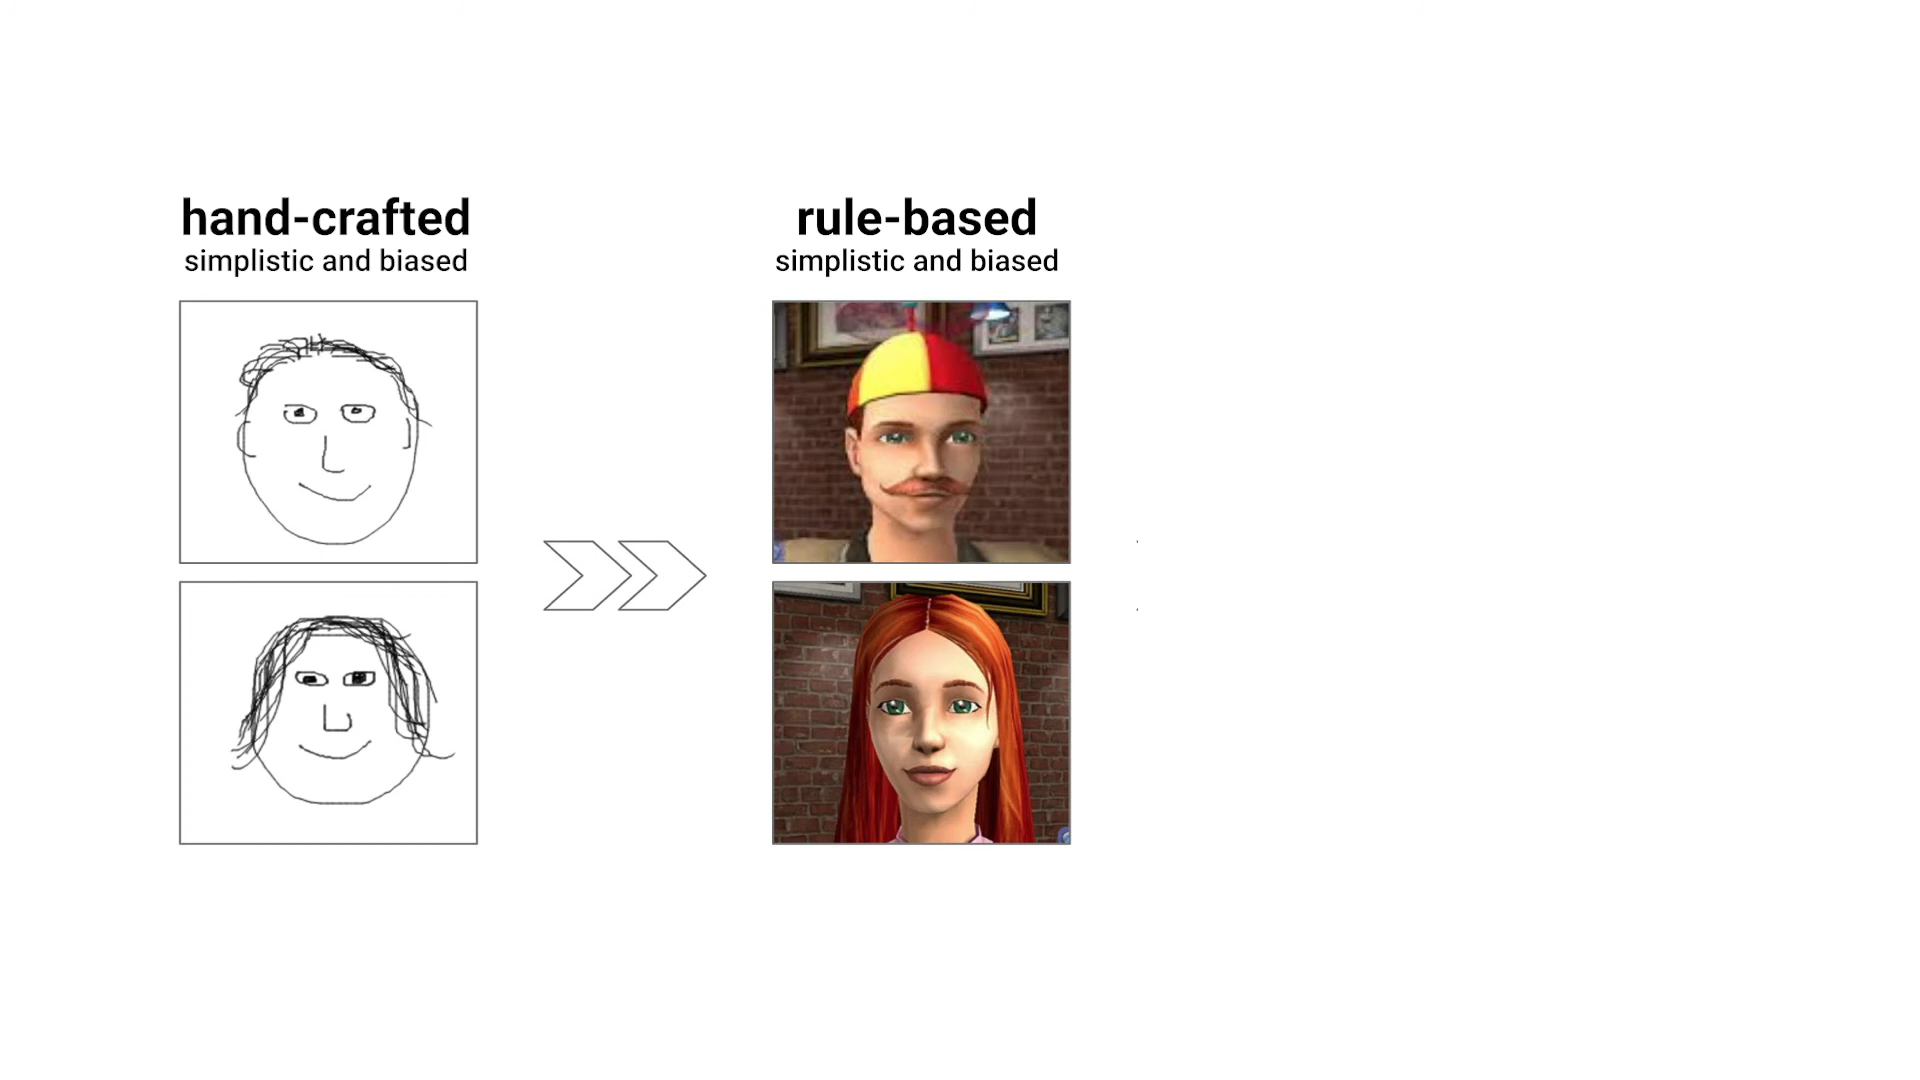 hand-crafted
simplistic and biased
rule-based
simplistic and biased